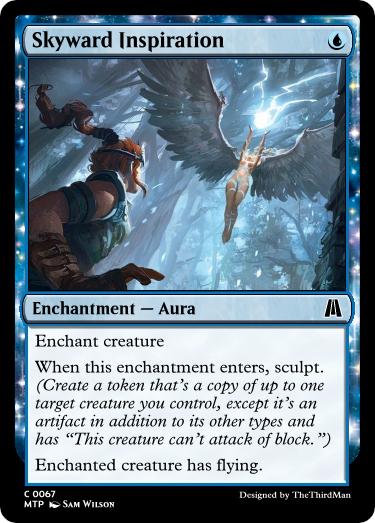 Skyward Inspiration
Enchantment — Aura
Enchant creature
When this enchantment enters, sculpt.
(Create a token that's a copy of up to one
target creature you control, except it's an
artifact in addition to its other types and
has "This creature can't attack of block.")
Enchanted creature has flying.
C 0067
MTP Sam Wilson
Designed by TheThirdMan